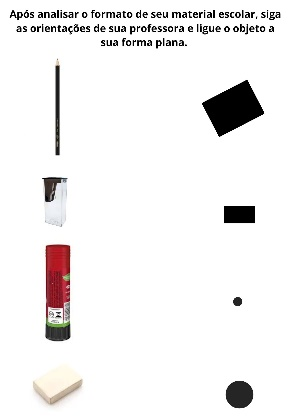 Após analisar o formato de seu material escolar, siga
as orientações de sua professora e ligue o objeto a
sua forma plana.